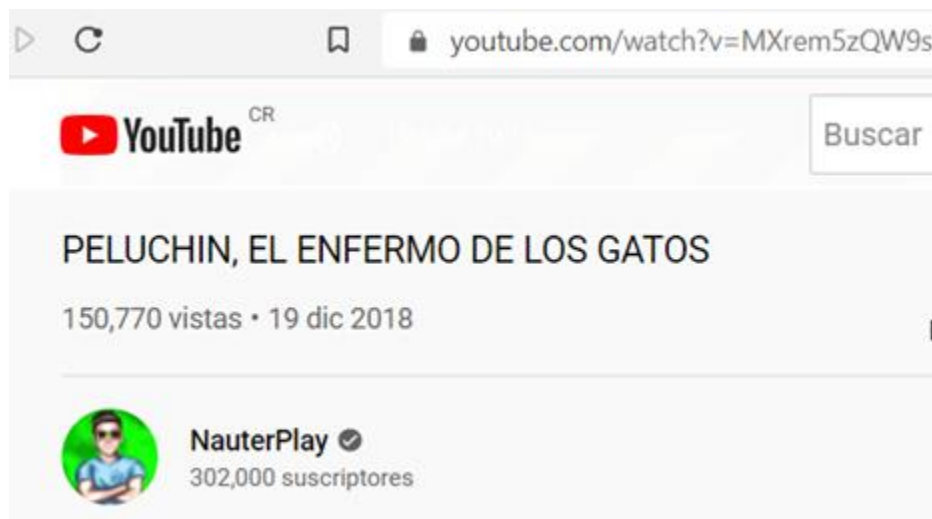 youtube.com/watch?v=MXrem5zQW9s
YouTube CR
Buscar
PELUCHIN, EL ENFERMO DE LOS GATOS
150,770 vistas • 19 dic 2018
NauterPlay
302,000 suscriptores